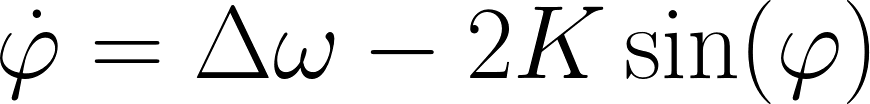 φ̇ = Δω − 2K sin(φ)